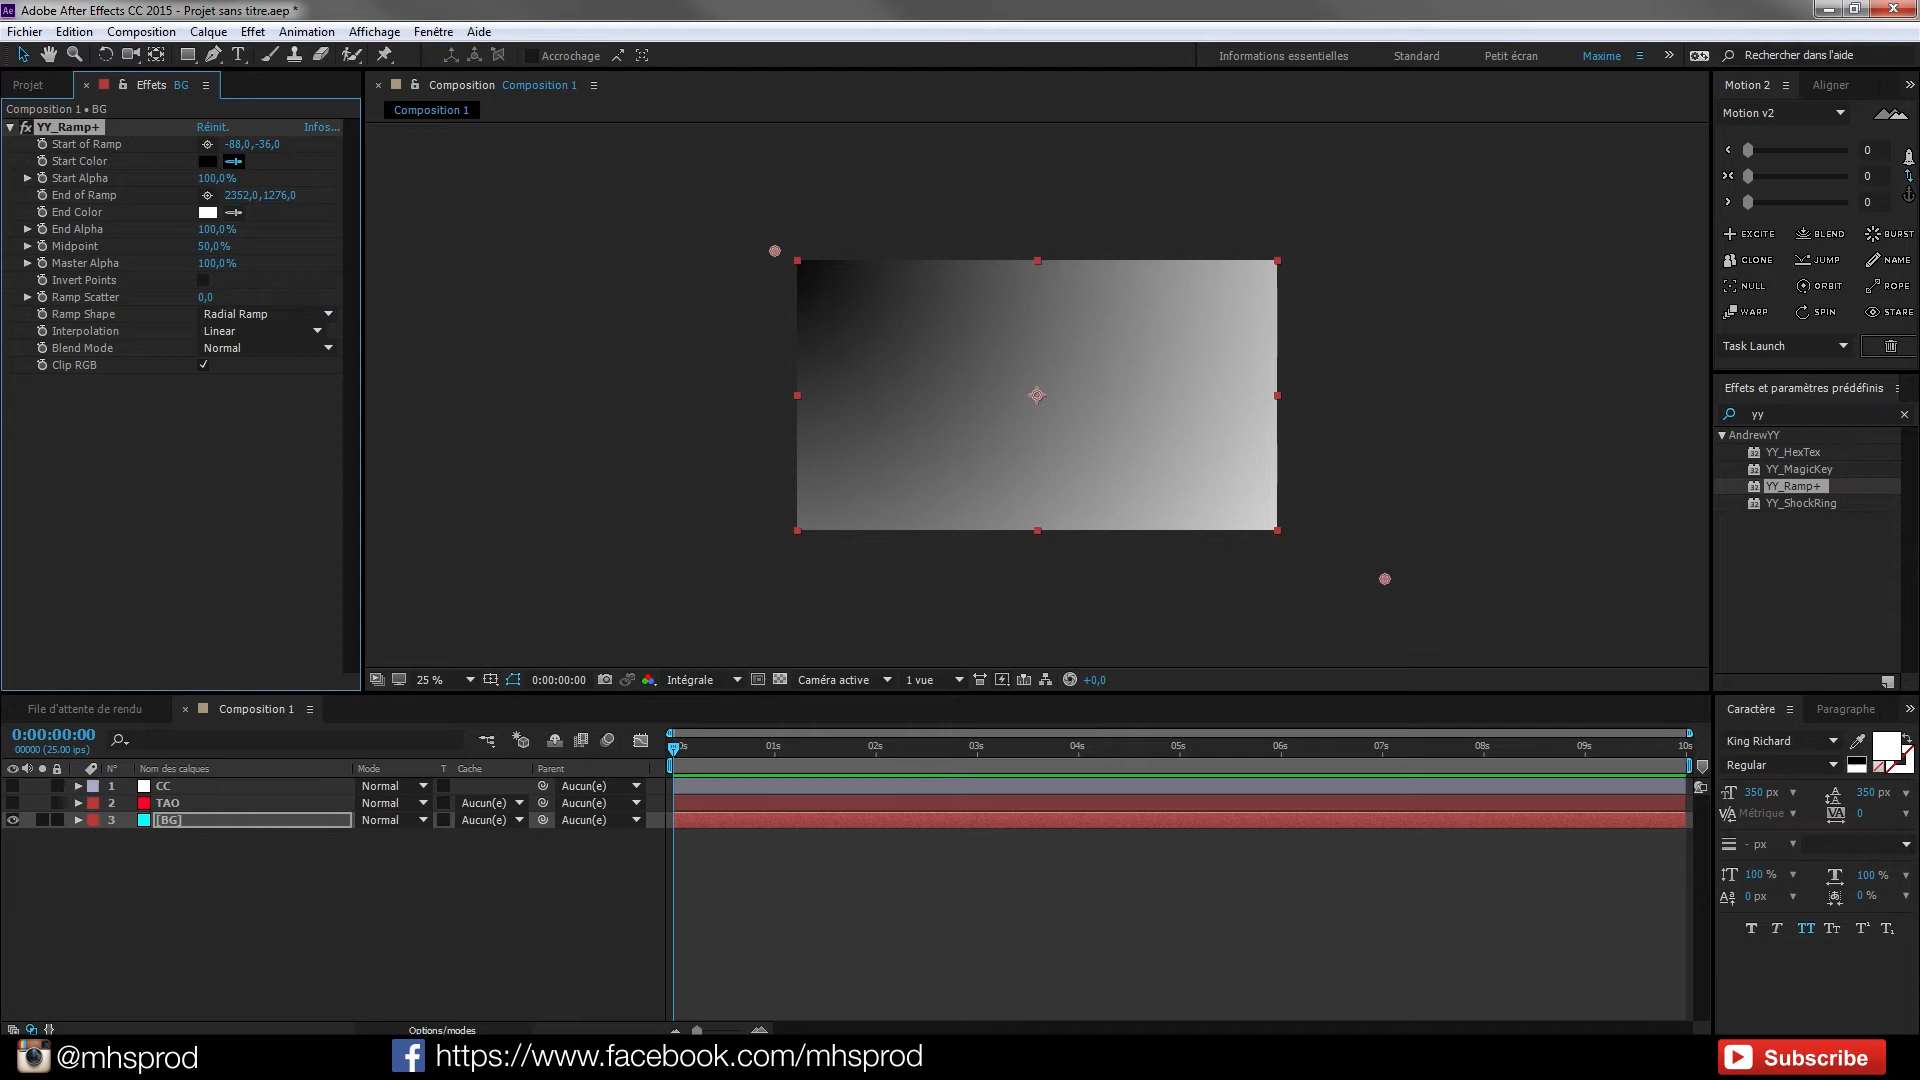 Adobe After Effects CC 2015 - Projet sans titre.aep *
Fichier Edition Composition Calque Effet Animation Affichage Fenêtre Aide
Accrochage
Informations essentielles Standard Petit écran Maxime Rechercher dans l'aide
Projet Effets BG
Composition 1 • BG
YY_Ramp+ Réinit. Infos...
Start of Ramp -88,0,-36,0
Start Color
Start Alpha 100,0%
End of Ramp 2352,0,1276,0
End Color
End Alpha 100,0%
Midpoint 50,0%
Master Alpha 100,0%
Invert Points
Ramp Scatter 0,0
Ramp Shape Radial Ramp
Interpolation Linear
Blend Mode Normal
Clip RGB
Composition Composition 1
Composition 1
25 % 0:00:00:00 Intégrale Caméra active 1 vue +0,0
Motion 2 Aligner
Motion v2
0
0
0
EXCITE BLEND BURST
CLONE JUMP NAME
NULL ORBIT ROPE
WARP SPIN STARE
Task Launch
Effets et paramètres prédéfinis
yy
AndrewYY
YY_HexTex
YY_MagicKey
YY_Ramp+
YY_ShockRing
File d'attente de rendu Composition 1
0:00:00:00
00000 (25.00 ips)
01s 02s 03s 04s 05s 06s 07s 08s 09s 10s
N° Nom des calques Mode T Cache Parent
1 CC Normal Aucun(e)
2 TAO Normal Aucun(e) Aucun(e)
3 [BG] Normal Aucun(e) Aucun(e)
Options/modes
Caractère Paragraphe
King Richard
Regular
350 px 350 px
Métrique 0
- px
100 % 100 %
0 px 0 %
T T TT Tт T¹ T₁
@mhsprod https://www.facebook.com/mhsprod Subscribe